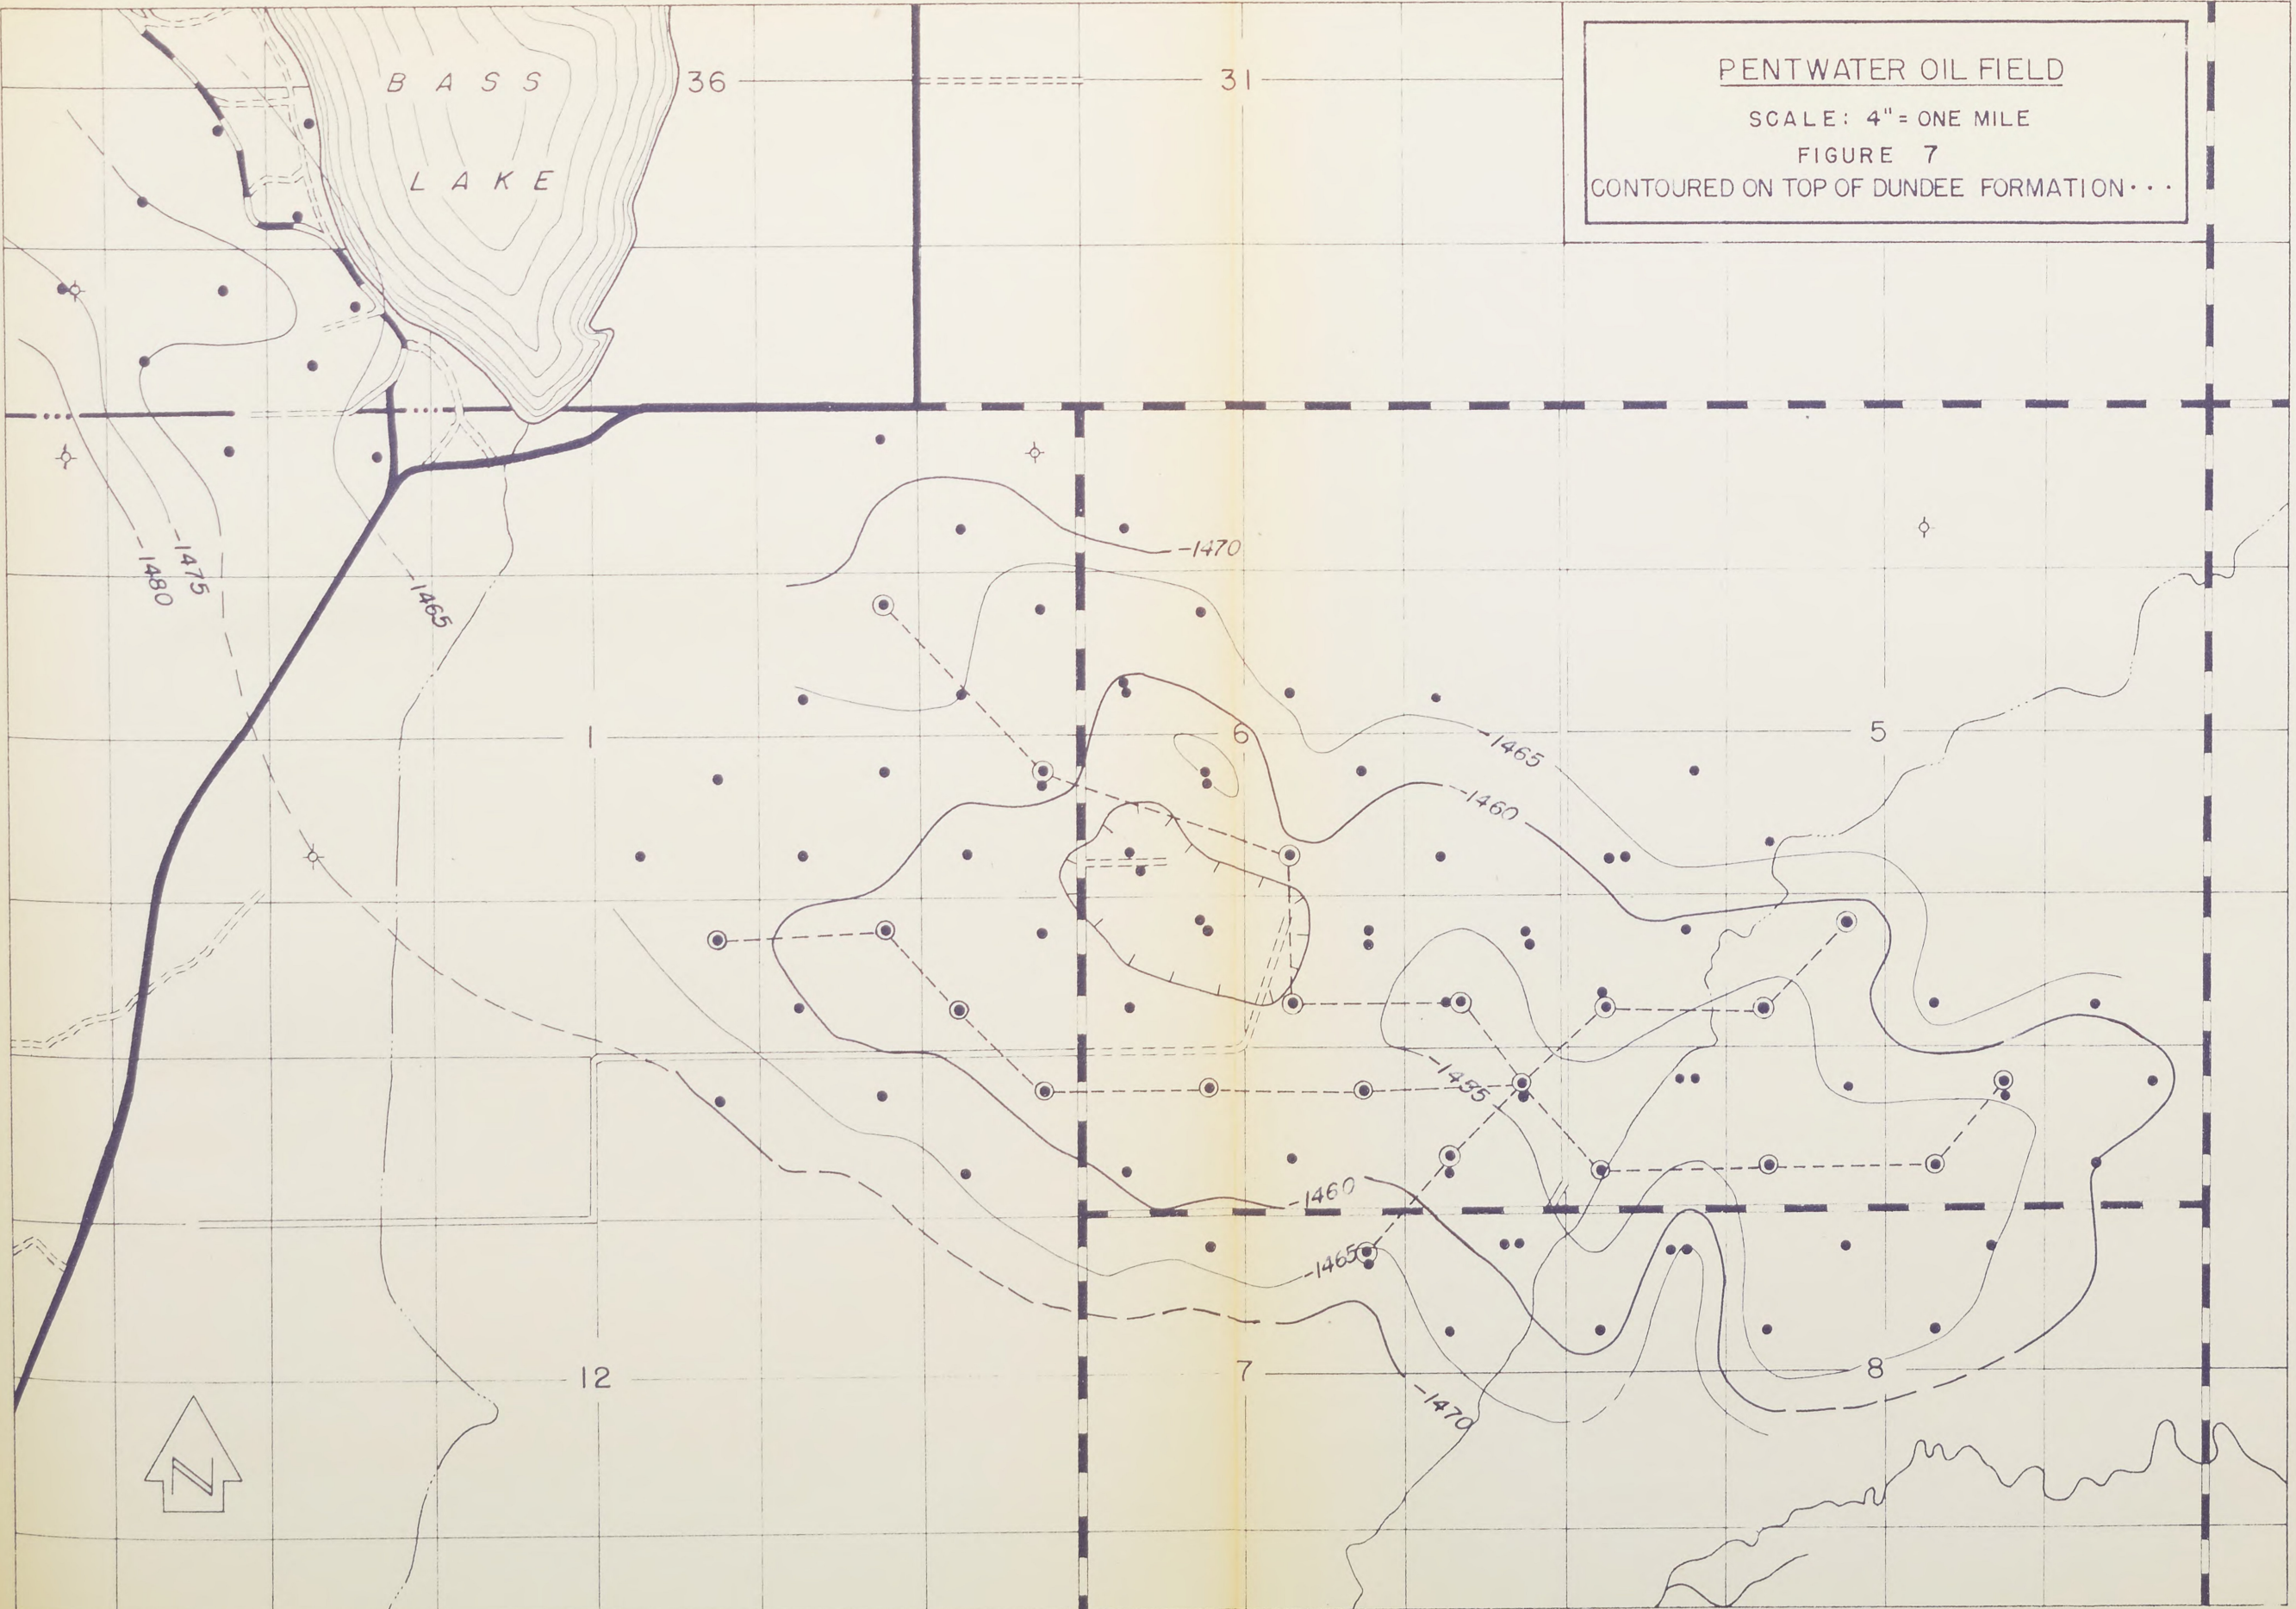 PENTWATER OIL FIELD
SCALE: 4"= ONE MILE
FIGURE 7
CONTOURED ON TOP OF DUNDEE FORMATION...
BASS
LAKE
36
31
-1470
-1475
-1480
-1465
1
6
5
-1465
-1460
-1455
-1460
-1465
12
7
8
-1470
N